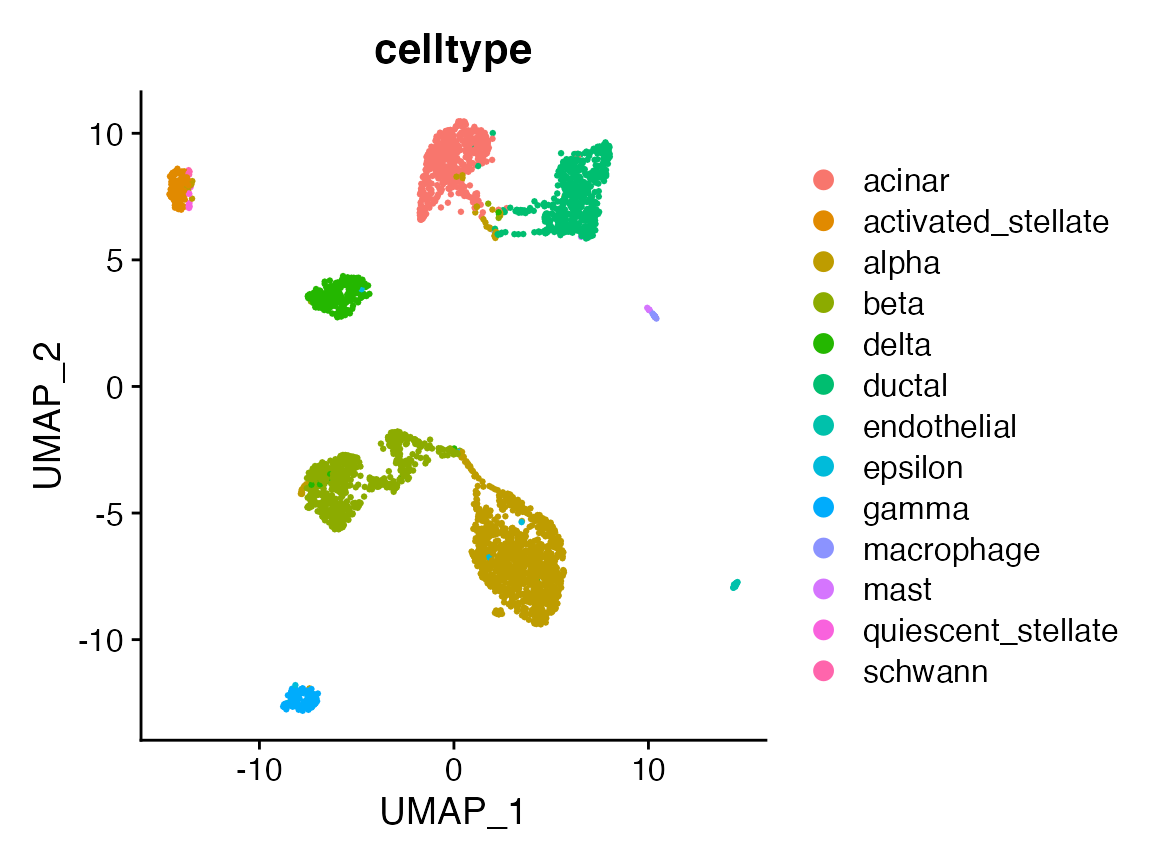 celltype
10
5
0
-5
-10
UMAP_2
-10
0
10
UMAP_1
acinar
activated_stellate
alpha
beta
delta
ductal
endothelial
epsilon
gamma
macrophage
mast
quiescent_stellate
schwann